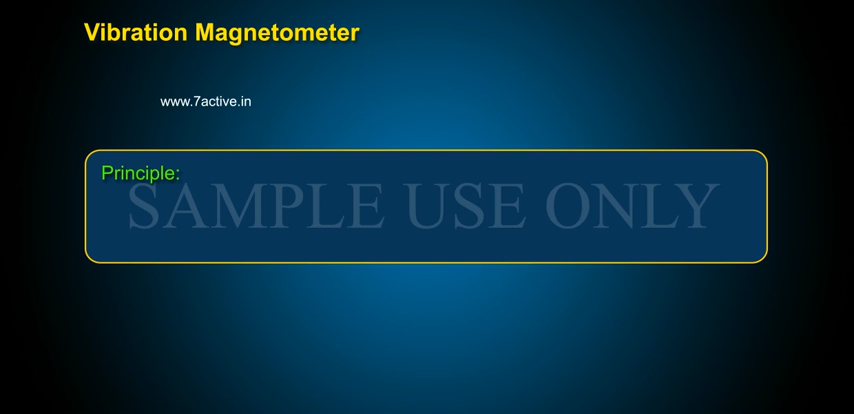 Vibration Magnetometer
www.7active.in
Principle:
SAMPLE USE ONLY